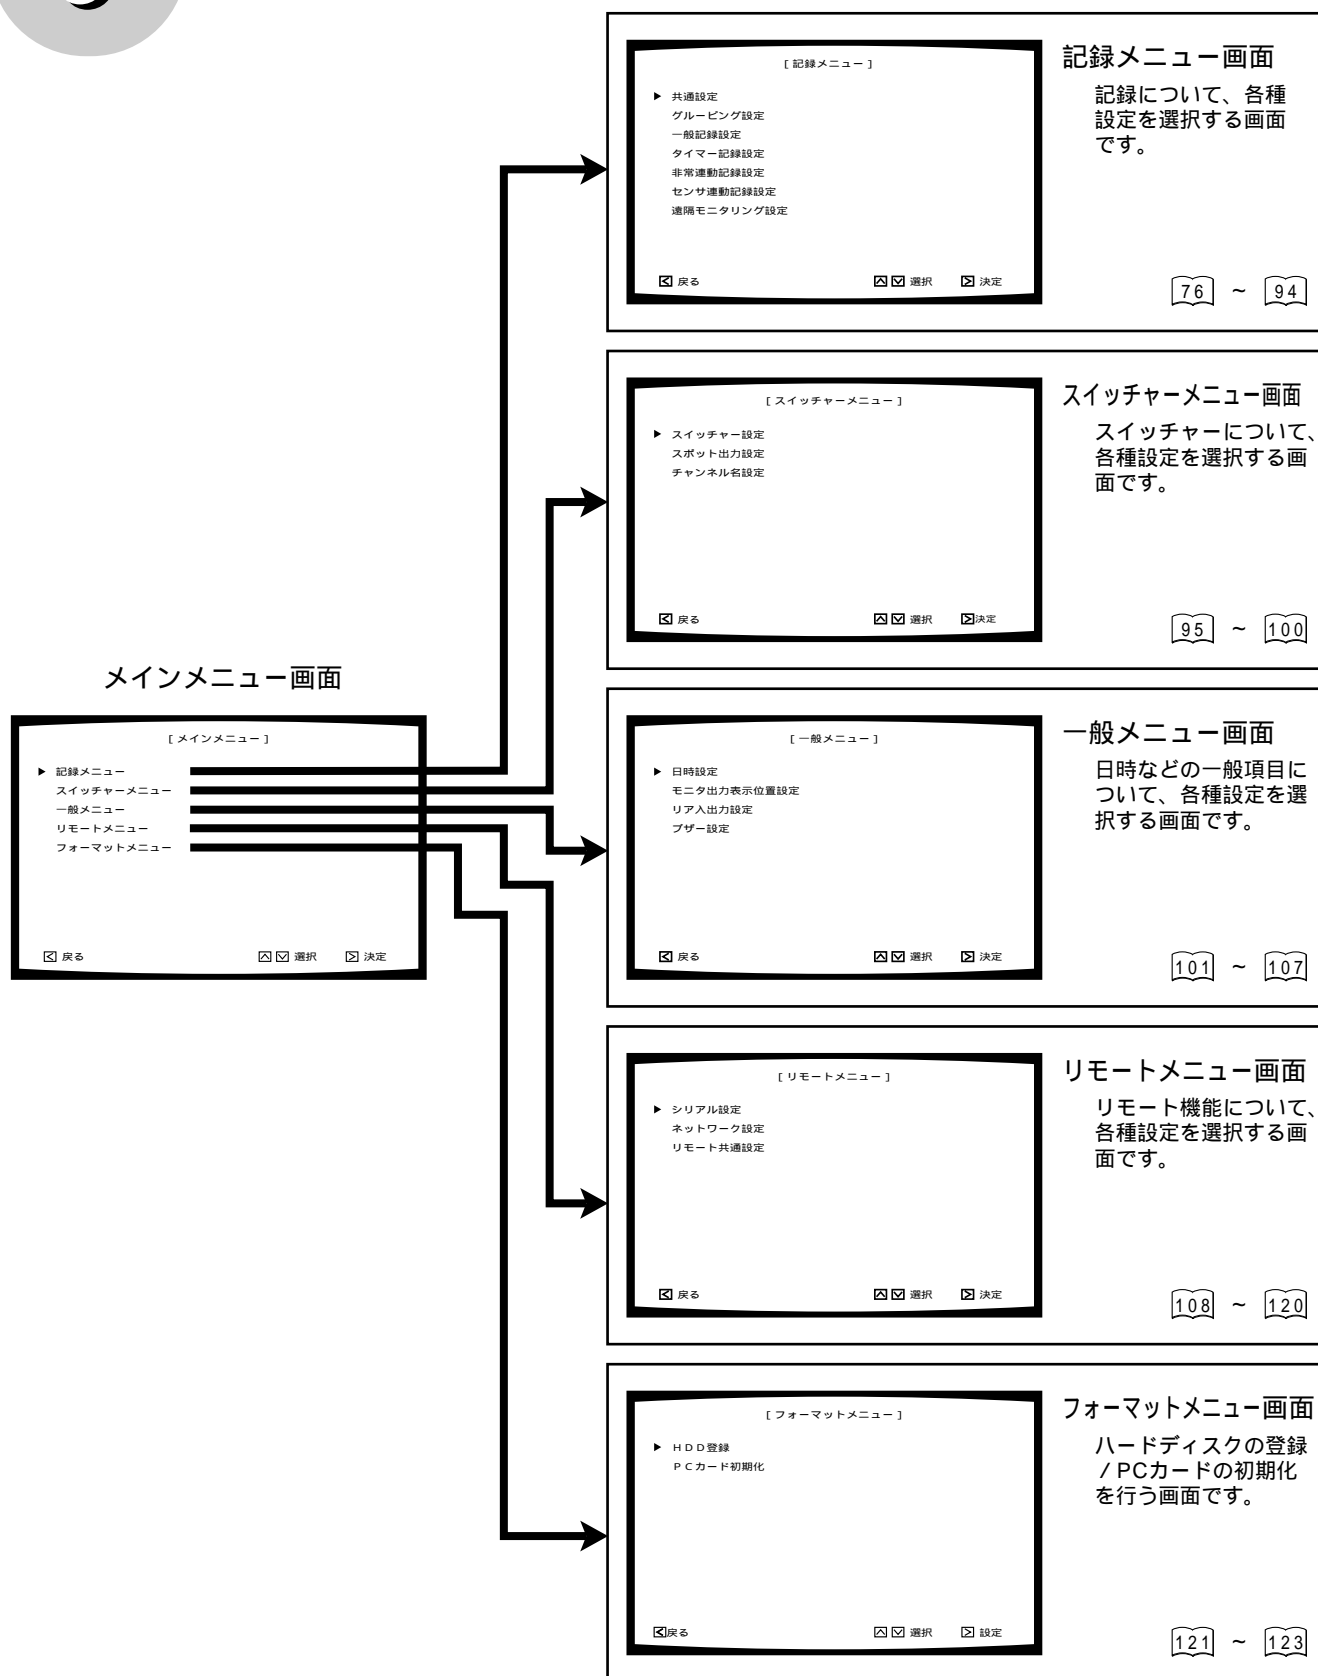 メインメニュー画面
[メインメニュー]
▶ 記録メニュー
スイッチャーメニュー
一般メニュー
リモートメニュー
フォーマットメニュー
戻る 選択 決定
[記録メニュー]
▶ 共通設定
グルーピング設定
一般記録設定
タイマー記録設定
非常連動記録設定
センサ連動記録設定
遠隔モニタリング設定
戻る 選択 決定
記録メニュー画面
記録について、各種
設定を選択する画面
です。
76 ~ 94
[スイッチャーメニュー]
▶ スイッチャー設定
スポット出力設定
チャンネル名設定
戻る 選択 決定
スイッチャーメニュー画面
スイッチャーについて、
各種設定を選択する画
面です。
95 ~ 100
[一般メニュー]
▶ 日時設定
モニタ出力表示位置設定
リア入出力設定
ブザー設定
戻る 選択 決定
一般メニュー画面
日時などの一般項目に
ついて、各種設定を選
択する画面です。
101 ~ 107
[リモートメニュー]
▶ シリアル設定
ネットワーク設定
リモート共通設定
戻る 選択 決定
リモートメニュー画面
リモート機能について、
各種設定を選択する画
面です。
108 ~ 120
[フォーマットメニュー]
▶ HDD登録
PCカード初期化
戻る 選択 設定
フォーマットメニュー画面
ハードディスクの登録
/PCカードの初期化
を行う画面です。
121 ~ 123